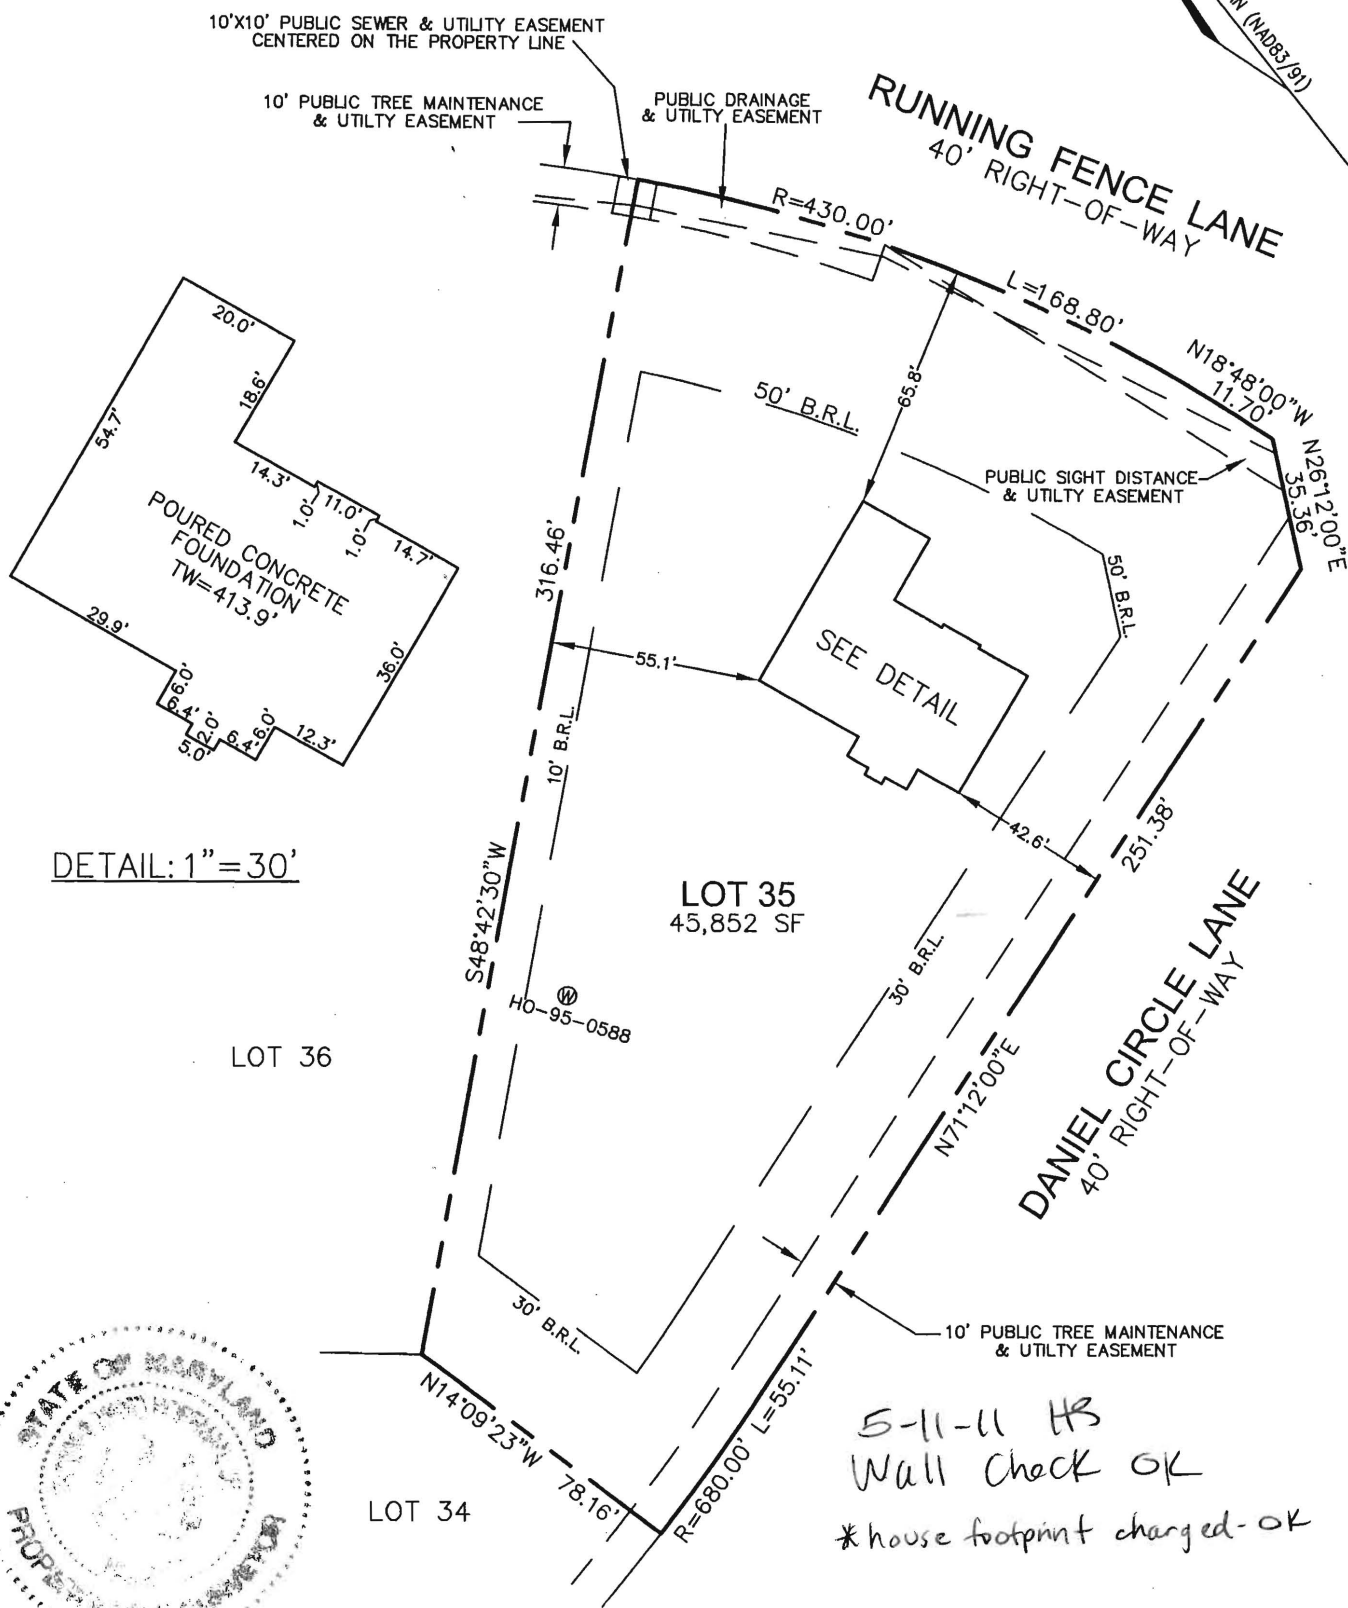 10'X10' PUBLIC SEWER & UTILITY EASEMENT
CENTERED ON THE PROPERTY LINE
N (NAD83/91)
10' PUBLIC TREE MAINTENANCE
& UTILTY EASEMENT
PUBLIC DRAINAGE
& UTILTY EASEMENT
RUNNING FENCE LANE
40' RIGHT-OF-WAY
R=430.00'
L=168.80'
N18°48'00"W
11.70'
N26°12'00"E
35.36'
20.0'
18.6'
54.7'
14.3'
1.0'
11.0'
1.0'
14.7'
POURED CONCRETE
FOUNDATION
TW=413.9'
29.9'
36.0'
6.0'
6.4'
2.0'
5.0'
6.4'
6.0'
12.3'
DETAIL: 1"=30'
50' B.R.L.
65.8'
PUBLIC SIGHT DISTANCE
& UTILTY EASEMENT
50' B.R.L.
316.46'
55.1'
SEE DETAIL
10' B.R.L.
42.6'
251.38'
LOT 35
45,852 SF
S48°42'30"W
30' B.R.L.
W
HO-95-0588
LOT 36
N71°12'00"E
DANIEL CIRCLE LANE
40' RIGHT-OF-WAY
30' B.R.L.
10' PUBLIC TREE MAINTENANCE
& UTILTY EASEMENT
N14°09'23"W
78.16'
R=680.00' L=55.11'
LOT 34
STATE OF MARYLAND
5-11-11 HB
Wall Check OK
*house footprint charged-OK